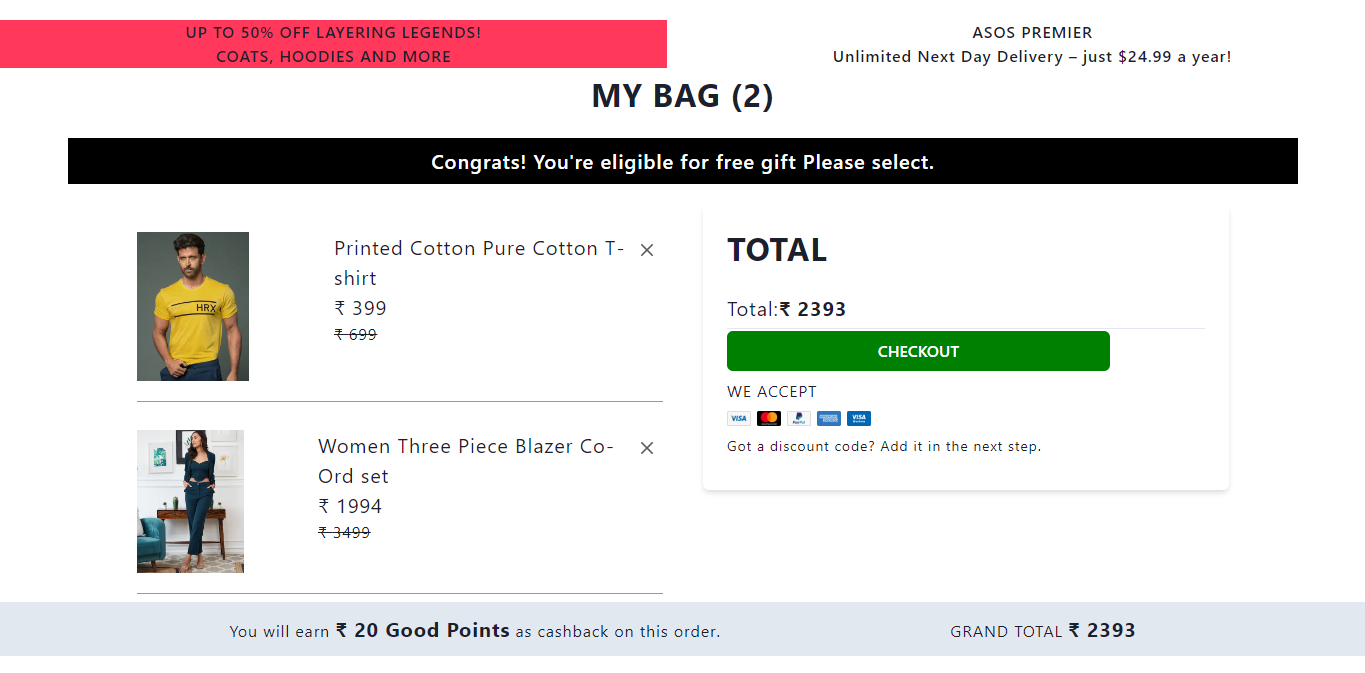 UP TO 50% OFF LAYERING LEGENDS!
COATS, HOODIES AND MORE
ASOS PREMIER
Unlimited Next Day Delivery – just $24.99 a year!
MY BAG (2)
Congrats! You're eligible for free gift Please select.
Printed Cotton Pure Cotton T-
shirt
₹ 399
₹ 699
HRX
Women Three Piece Blazer Co-
Ord set
₹ 1994
₹ 3499
TOTAL
Total:₹ 2393
CHECKOUT
WE ACCEPT
VISA
PayPal
VISA
Got a discount code? Add it in the next step.
You will earn ₹ 20 Good Points as cashback on this order.
GRAND TOTAL ₹ 2393